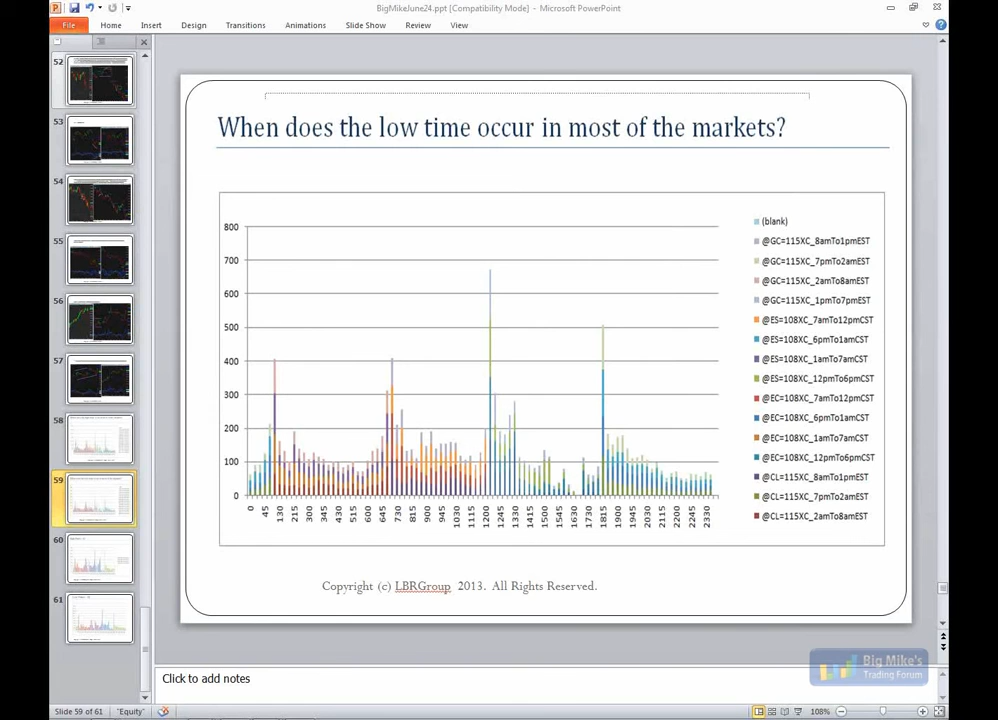 BigMikeJune24.ppt [Compatibility Mode] - Microsoft PowerPoint
File Home Insert Design Transitions Animations Slide Show Review View
52
53
54
55
56
57
58
59
60
61
When does the low time occur in most of the markets?
800
700
600
500
400
300
200
100
0
0 45 130 215 300 345 430 515 600 645 730 815 900 945 1030 1115 1200 1245 1330 1415 1500 1545 1630 1730 1815 1900 1945 2030 2115 2200 2245 2330
(blank)
@GC=115XC_8amTo1pmEST
@GC=115XC_7pmTo2amEST
@GC=115XC_2amTo8amEST
@GC=115XC_1pmTo7pmEST
@ES=108XC_7amTo12pmCST
@ES=108XC_6pmTo1amCST
@ES=108XC_1amTo7amCST
@ES=108XC_12pmTo6pmCST
@EC=108XC_7amTo12pmCST
@EC=108XC_6pmTo1amCST
@EC=108XC_1amTo7amCST
@EC=108XC_12pmTo6pmCST
@CL=115XC_8amTo1pmEST
@CL=115XC_7pmTo2amEST
@CL=115XC_2amTo8amEST
Copyright (c) LBRGroup 2013. All Rights Reserved.
Big Mike's
Trading Forum
Click to add notes
Slide 59 of 61 "Equity" 108%